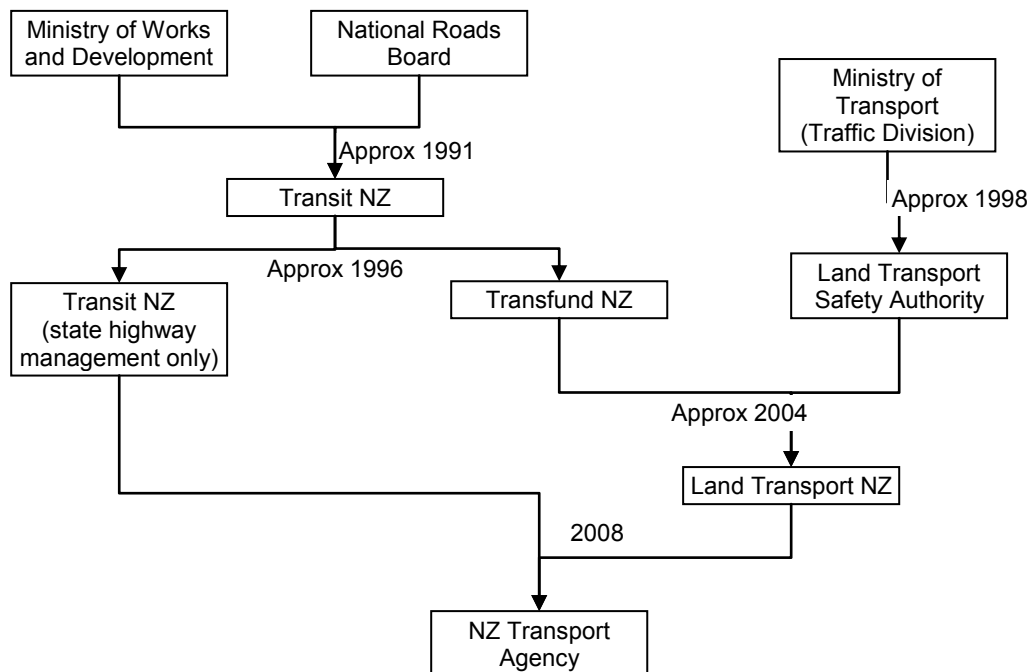 Ministry of Works
and Development
National Roads
Board
Ministry of
Transport
(Traffic Division)
Approx 1991
Transit NZ
Approx 1998
Approx 1996
Transit NZ
(state highway
management only)
Transfund NZ
Land Transport
Safety Authority
Approx 2004
Land Transport NZ
2008
NZ Transport
Agency